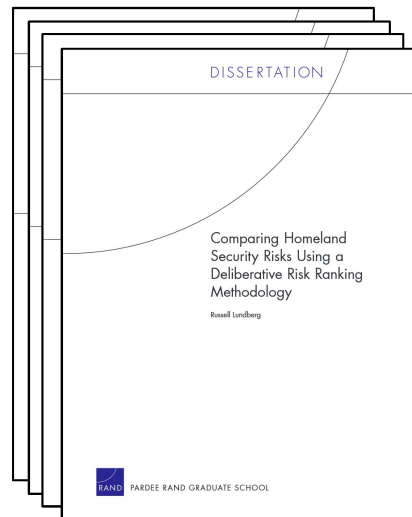 DISSERTATION
Comparing Homeland
Security Risks Using a
Deliberative Risk Ranking
Methodology
Russell Lundberg
RAND
PARDEE RAND GRADUATE SCHOOL